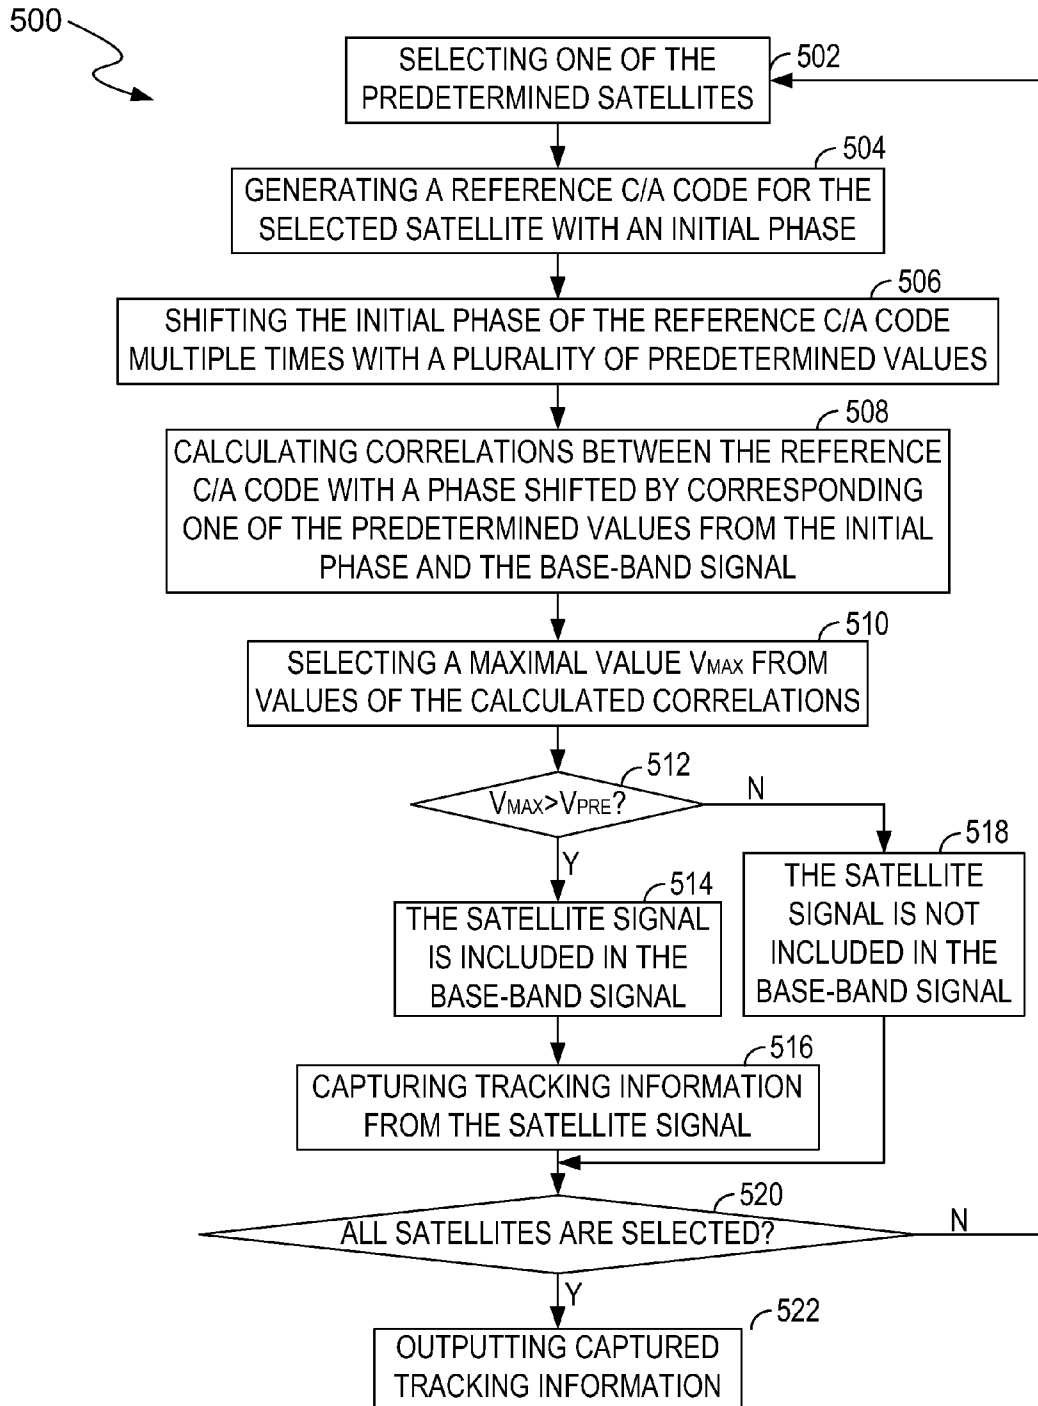 500
502
SELECTING ONE OF THE
PREDETERMINED SATELLITES
504
GENERATING A REFERENCE C/A CODE FOR THE
SELECTED SATELLITE WITH AN INITIAL PHASE
506
SHIFTING THE INITIAL PHASE OF THE REFERENCE C/A CODE
MULTIPLE TIMES WITH A PLURALITY OF PREDETERMINED VALUES
508
CALCULATING CORRELATIONS BETWEEN THE REFERENCE
C/A CODE WITH A PHASE SHIFTED BY CORRESPONDING
ONE OF THE PREDETERMINED VALUES FROM THE INITIAL
PHASE AND THE BASE-BAND SIGNAL
510
SELECTING A MAXIMAL VALUE VMAX FROM
VALUES OF THE CALCULATED CORRELATIONS
512
VMAX>VPRE?
N
Y
514
THE SATELLITE SIGNAL
IS INCLUDED IN THE
BASE-BAND SIGNAL
518
THE SATELLITE
SIGNAL IS NOT
INCLUDED IN THE
BASE-BAND SIGNAL
516
CAPTURING TRACKING INFORMATION
FROM THE SATELLITE SIGNAL
520
ALL SATELLITES ARE SELECTED?
N
Y
522
OUTPUTTING CAPTURED
TRACKING INFORMATION